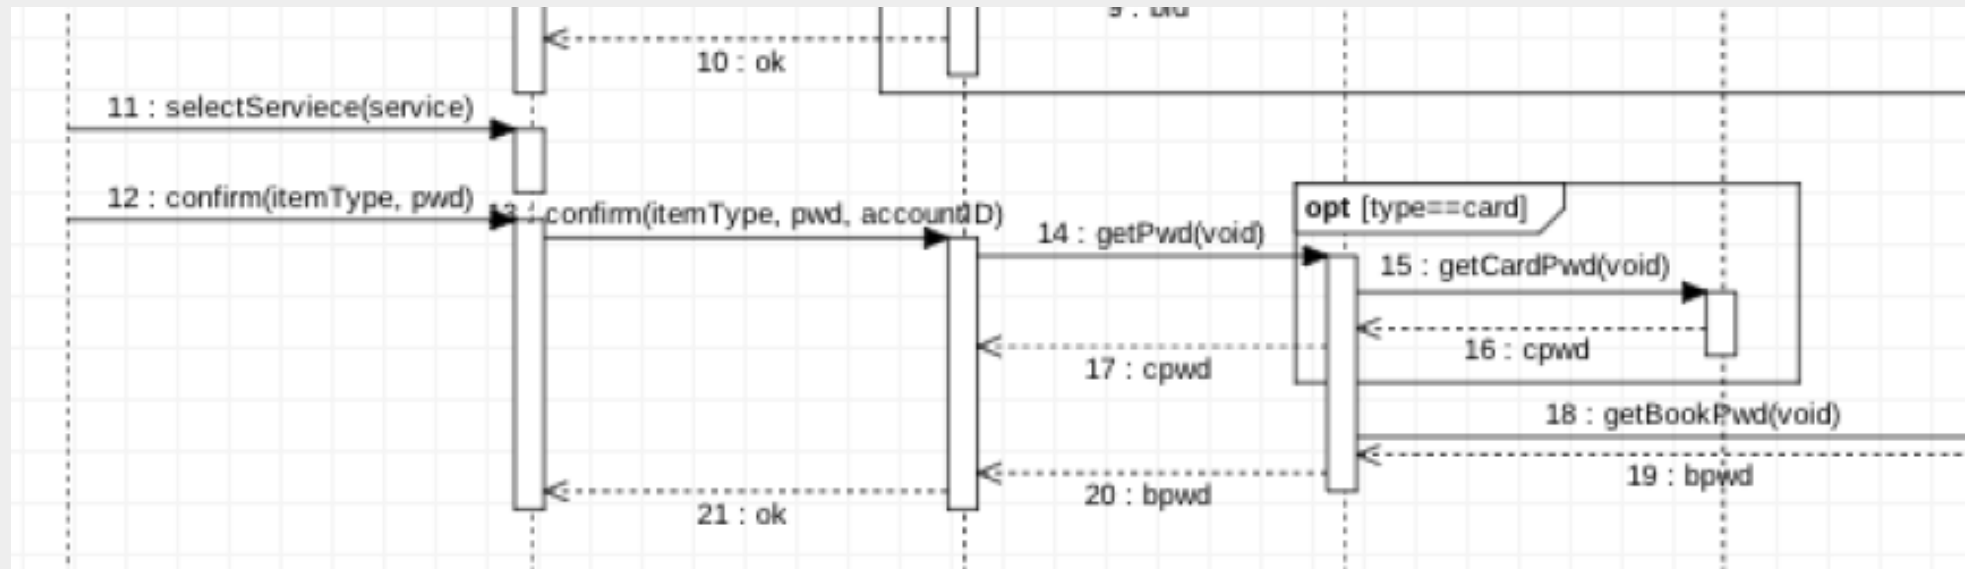 10 : ok
11 : selectServiece(service)
12 : confirm(itemType, pwd)
13 : confirm(itemType, pwd, accountID)
14 : getPwd(void)
opt [type==card]
15 : getCardPwd(void)
16 : cpwd
17 : cpwd
18 : getBookPwd(void)
19 : bpwd
20 : bpwd
21 : ok